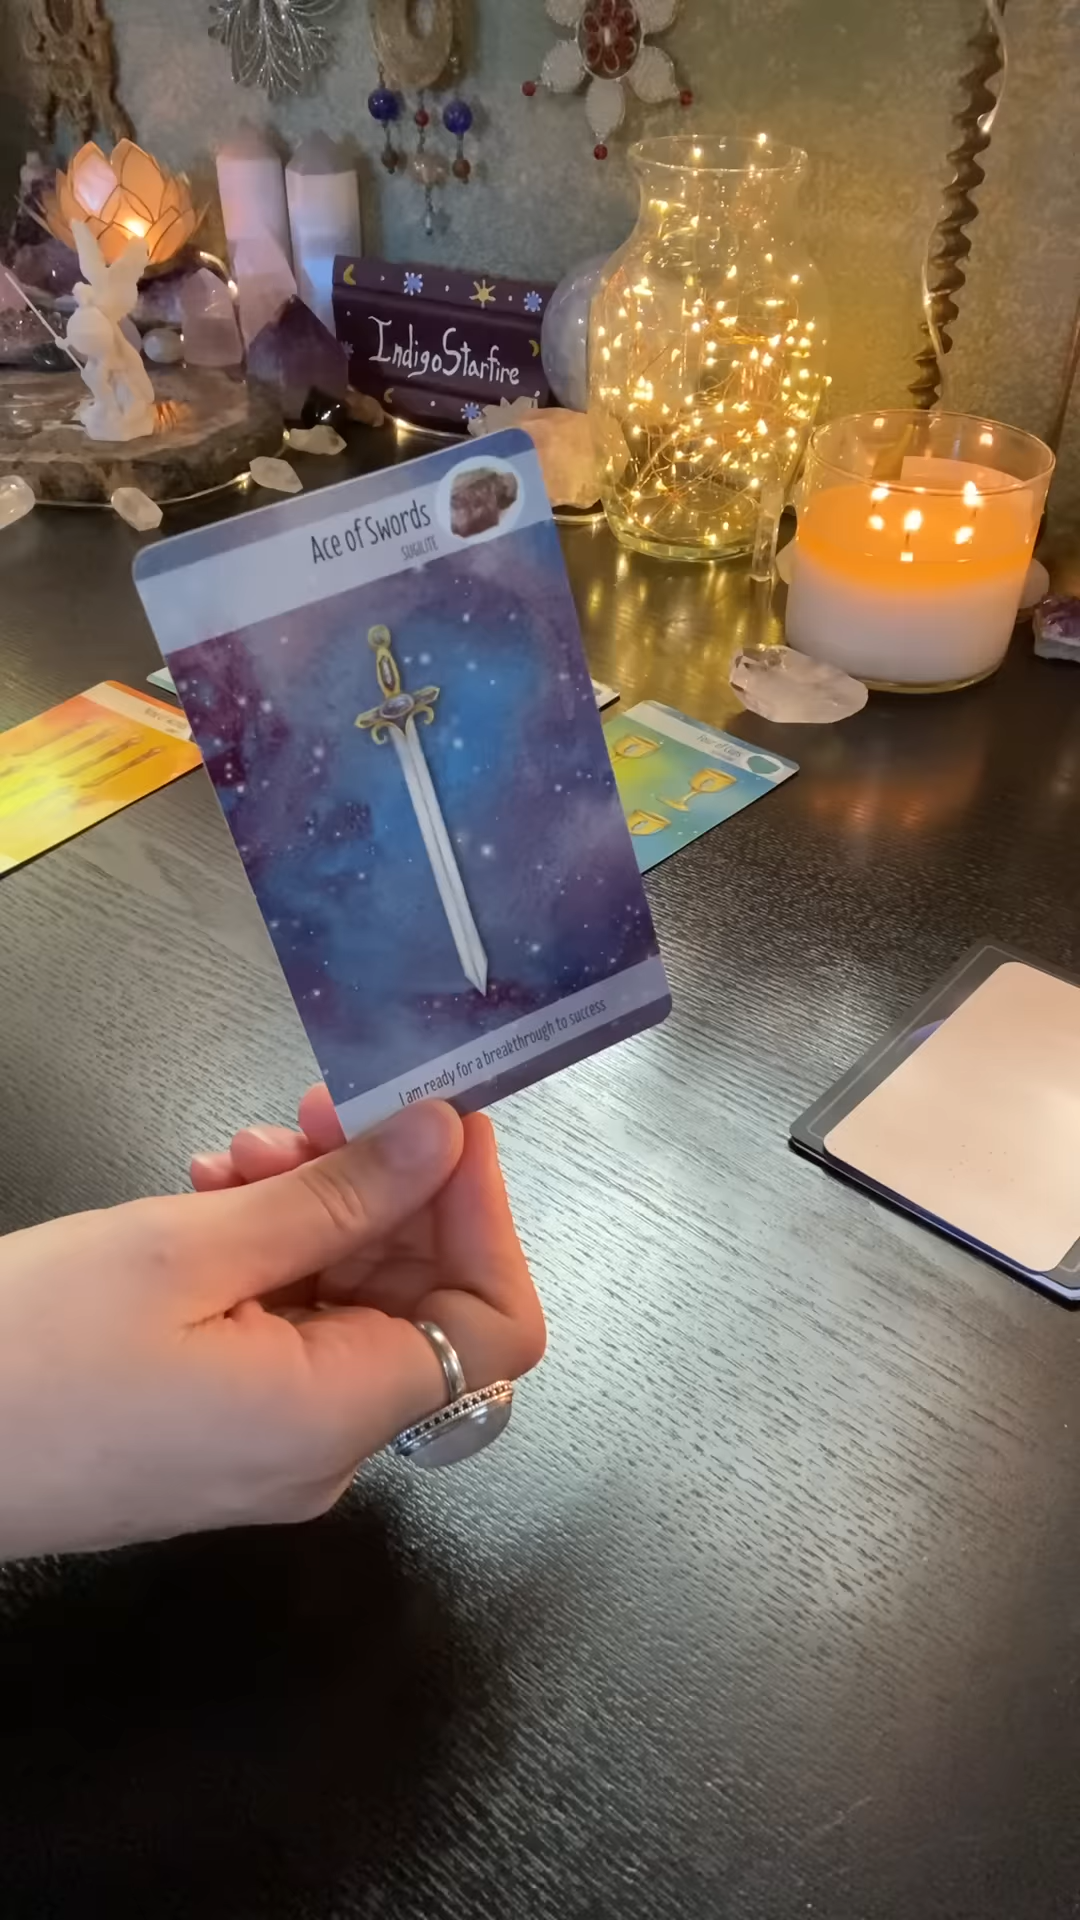 IndigoStarfire
Ace of Swords
SUGILITE
Four of Cups
I am ready for a breakthrough to success